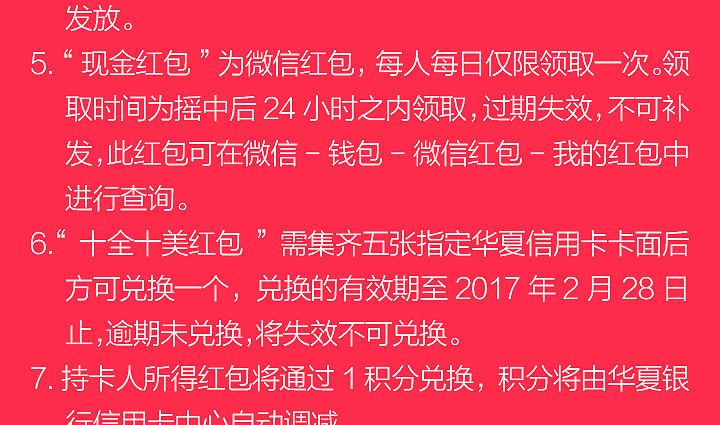 发放。
5. “ 现金红包 ” 为微信红包, 每人每日仅限领取一次。领
取时间为摇中后 24 小时之内领取, 过期失效, 不可补
发, 此红包可在微信 – 钱包 – 微信红包 – 我的红包中
进行查询。
6. “ 十全十美红包 ” 需集齐五张指定华夏信用卡卡面后
方可兑换一个, 兑换的有效期至 2017 年 2 月 28 日
止, 逾期未兑换, 将失效不可兑换。
7. 持卡人所得红包将通过 1 积分兑换, 积分将由华夏银
行信用卡中心自动调减